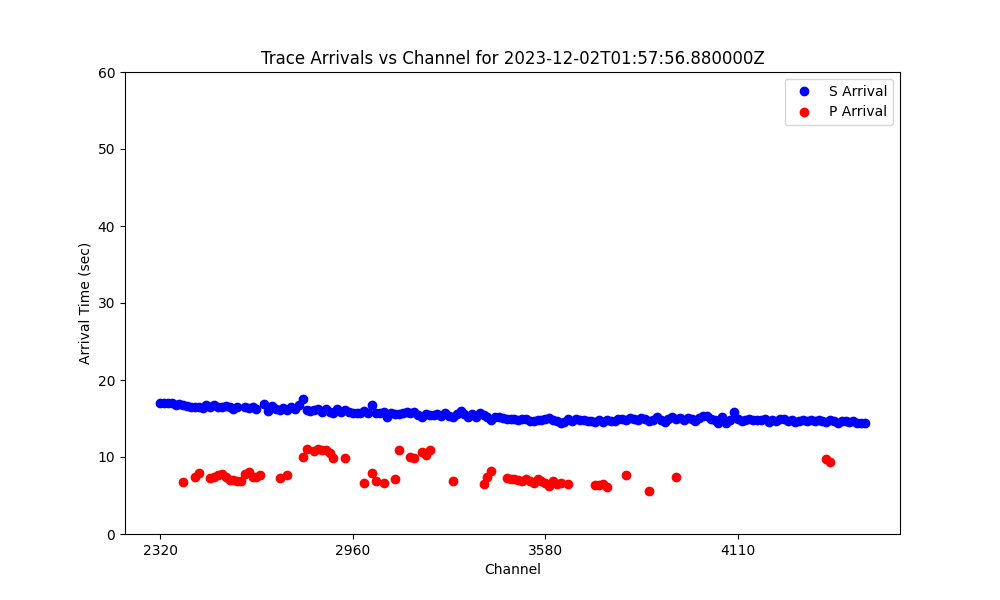 Trace Arrivals vs Channel for 2023-12-02T01:57:56.880000Z
S Arrival
P Arrival
60
50
40
30
20
10
0
Arrival Time (sec)
2320 2960 3580 4110
Channel